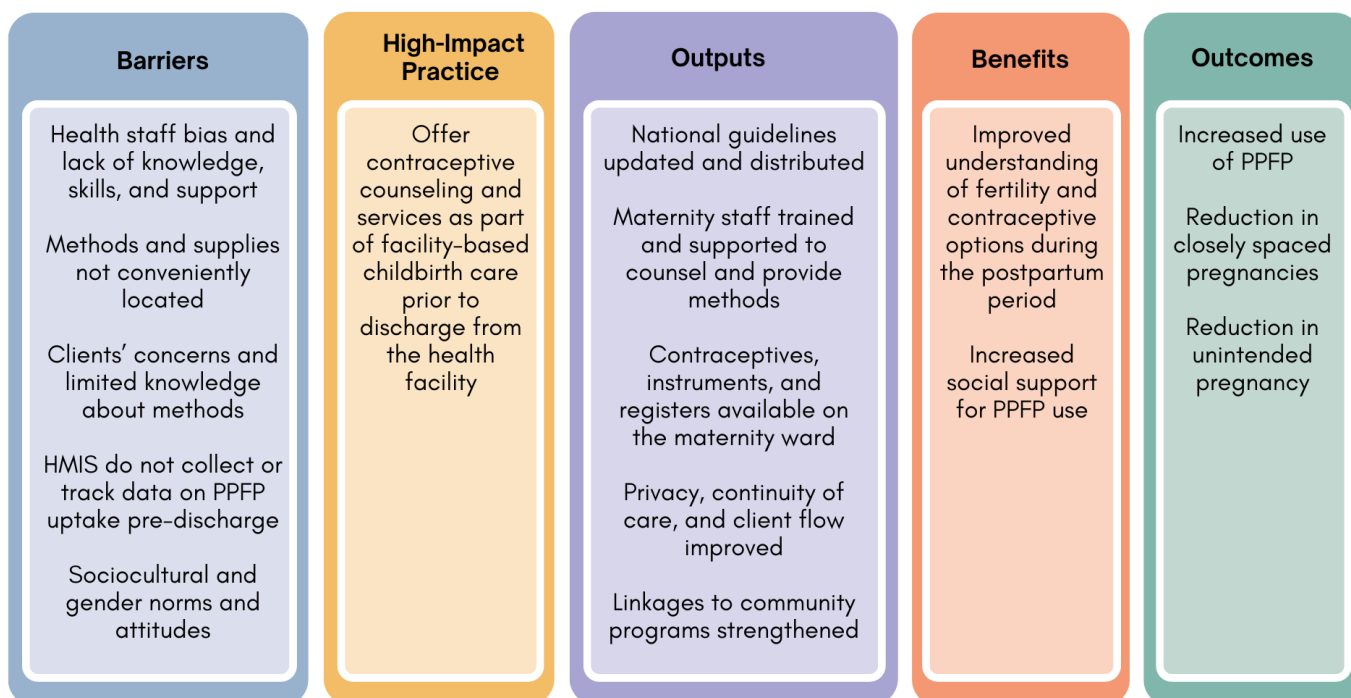 Barriers
Health staff bias and
lack of knowledge,
skills, and support
Methods and supplies
not conveniently
located
Clients’ concerns and
limited knowledge
about methods
HMIS do not collect or
track data on PPFP
uptake pre-discharge
Sociocultural and
gender norms and
attitudes
High-Impact
Practice
Offer
contraceptive
counseling and
services as part
of facility-based
childbirth care
prior to
discharge from
the health
facility
Outputs
National guidelines
updated and distributed
Maternity staff trained
and supported to
counsel and provide
methods
Contraceptives,
instruments, and
registers available on
the maternity ward
Privacy, continuity of
care, and client flow
improved
Linkages to community
programs strengthened
Benefits
Improved
understanding
of fertility and
contraceptive
options during
the postpartum
period
Increased
social support
for PPFP use
Outcomes
Increased use
of PPFP
Reduction in
closely spaced
pregnancies
Reduction in
unintended
pregnancy